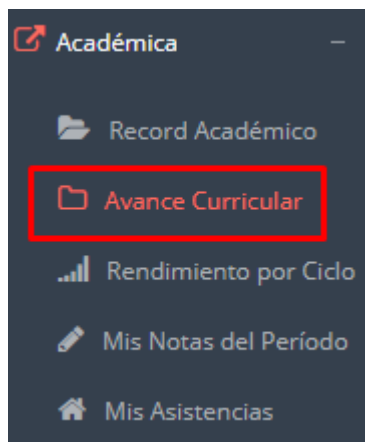 Académica
Record Académico
Avance Curricular
Rendimiento por Ciclo
Mis Notas del Período
Mis Asistencias